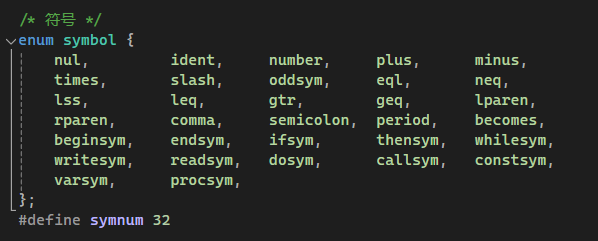 /* 符号 */
enum symbol {
    nul,         ident,      number,     plus,      minus,
    times,       slash,      oddsym,     eql,       neq,
    lss,         leq,        gtr,        geq,       lparen,
    rparen,      comma,      semicolon,  period,    becomes,
    beginsym,    endsym,     ifsym,      thensym,   whilesym,
    writesym,    readsym,    dosym,      callsym,   constsym,
    varsym,      procsym,
};
#define symnum 32